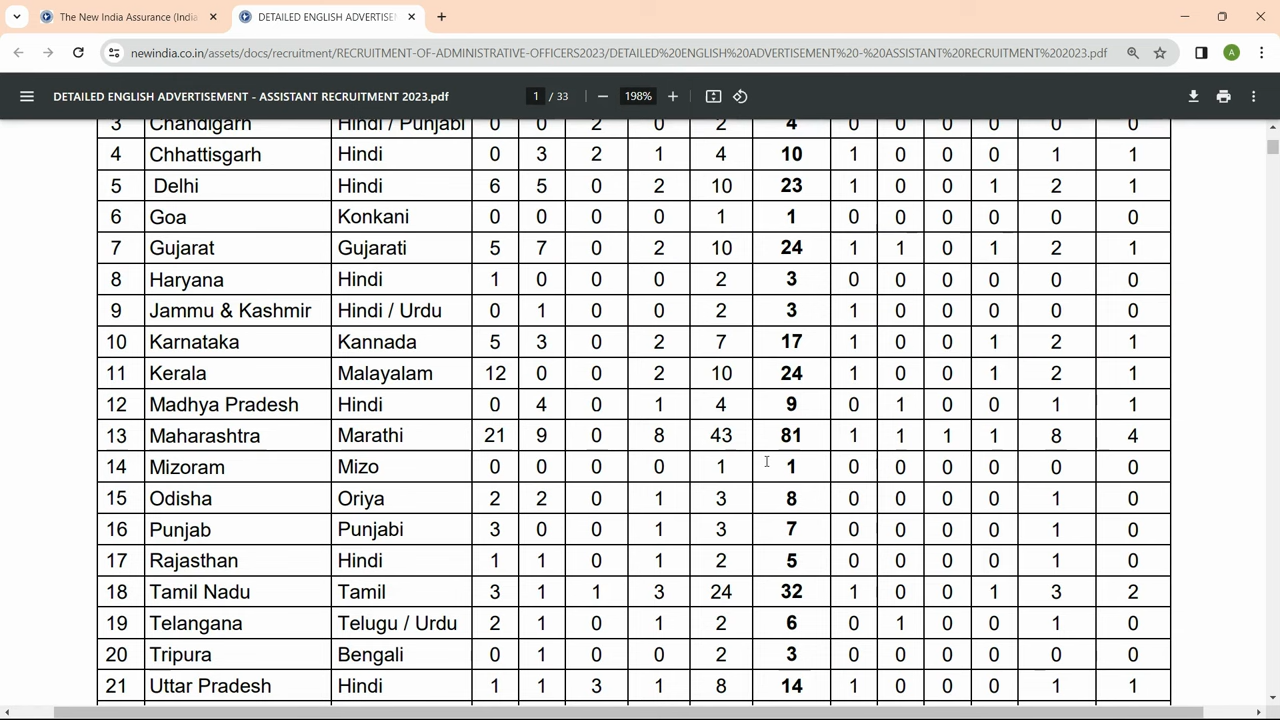 The New India Assurance (India
DETAILED ENGLISH ADVERTISE
newindia.co.in/assets/docs/recruitment/RECRUITMENT-OF-ADMINISTRATIVE-OFFICERS2023/DETAILED%20ENGLISH%20ADVERTISEMENT%20-%20ASSISTANT%20RECRUITMENT%202023.pdf
A
DETAILED ENGLISH ADVERTISEMENT - ASSISTANT RECRUITMENT 2023.pdf 1 / 33 198%
3 Chandigarh Hindi / Punjabi 0 0 2 0 2 4 0 0 0 0 0 0
4 Chhattisgarh Hindi 0 3 2 1 4 10 1 0 0 0 1 1
5 Delhi Hindi 6 5 0 2 10 23 1 0 0 1 2 1
6 Goa Konkani 0 0 0 0 1 1 0 0 0 0 0 0
7 Gujarat Gujarati 5 7 0 2 10 24 1 1 0 1 2 1
8 Haryana Hindi 1 0 0 0 2 3 0 0 0 0 0 0
9 Jammu & Kashmir Hindi / Urdu 0 1 0 0 2 3 1 0 0 0 0 0
10 Karnataka Kannada 5 3 0 2 7 17 1 0 0 1 2 1
11 Kerala Malayalam 12 0 0 2 10 24 1 0 0 1 2 1
12 Madhya Pradesh Hindi 0 4 0 1 4 9 0 1 0 0 1 1
13 Maharashtra Marathi 21 9 0 8 43 81 1 1 1 1 8 4
14 Mizoram Mizo 0 0 0 0 1 1 0 0 0 0 0 0
15 Odisha Oriya 2 2 0 1 3 8 0 0 0 0 1 0
16 Punjab Punjabi 3 0 0 1 3 7 0 0 0 0 1 0
17 Rajasthan Hindi 1 1 0 1 2 5 0 0 0 0 1 0
18 Tamil Nadu Tamil 3 1 1 3 24 32 1 0 0 1 3 2
19 Telangana Telugu / Urdu 2 1 0 1 2 6 0 1 0 0 1 0
20 Tripura Bengali 0 1 0 0 2 3 0 0 0 0 0 0
21 Uttar Pradesh Hindi 1 1 3 1 8 14 1 0 0 0 1 1